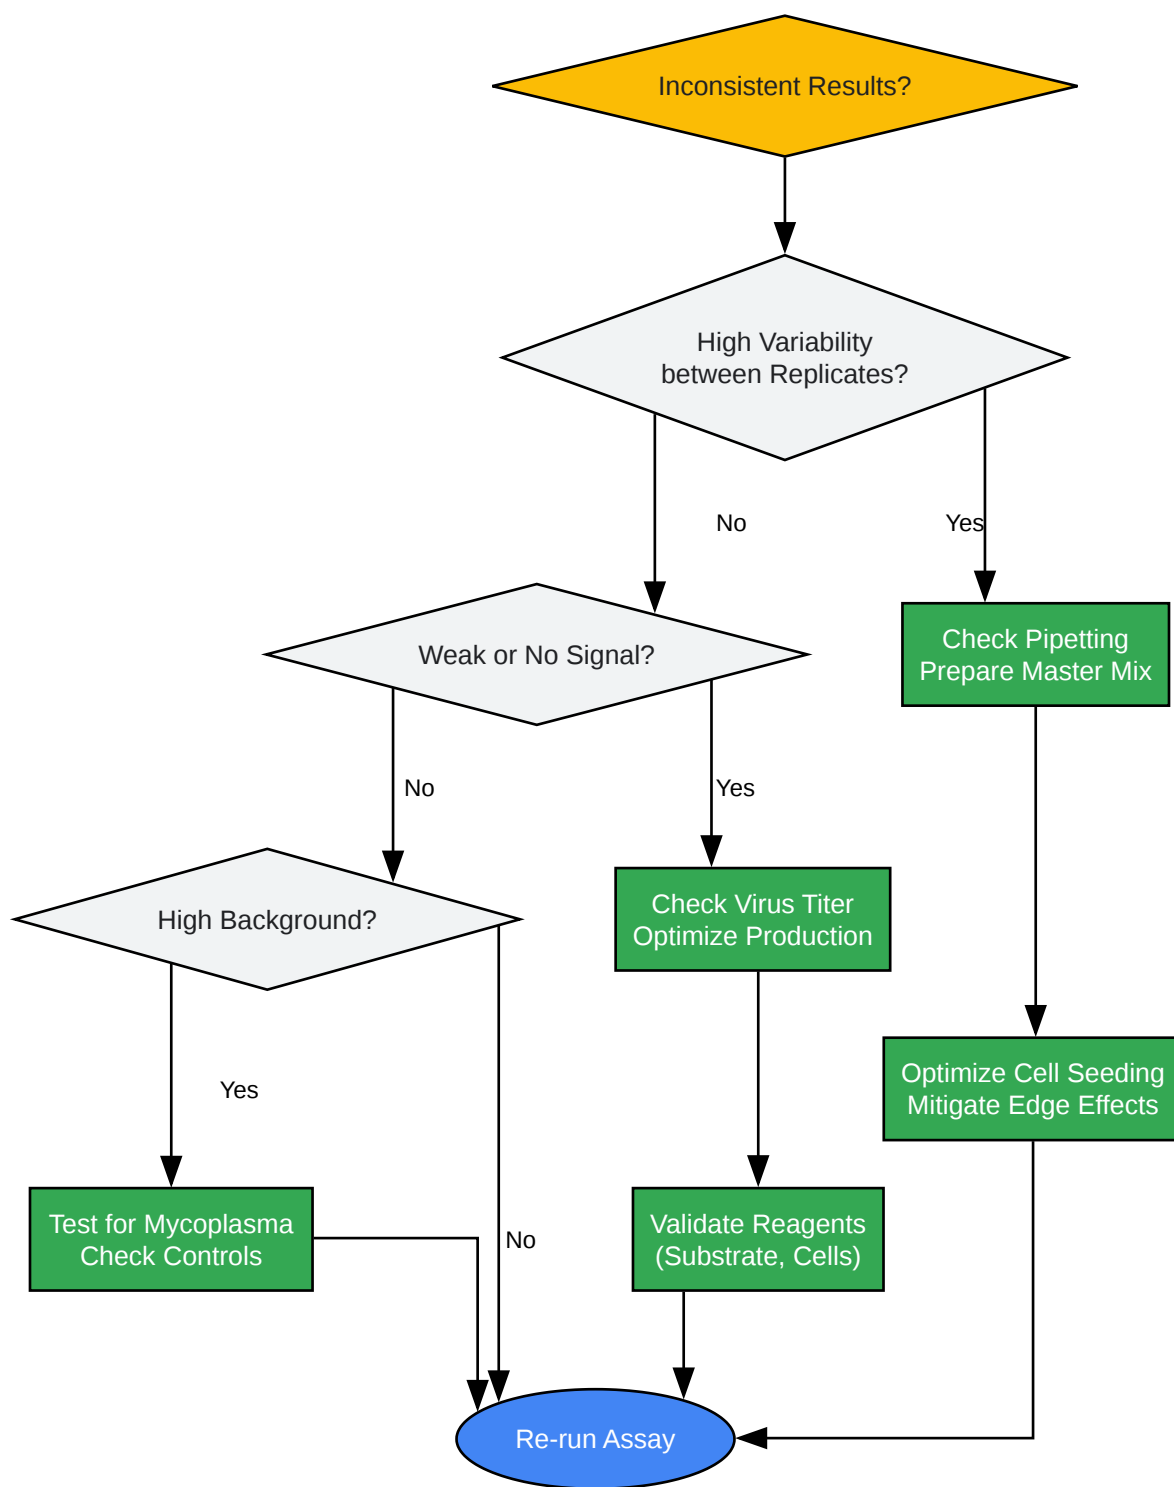 Inconsistent Results?
High Variability
between Replicates?
No
Yes
Weak or No Signal?
Check Pipetting
Prepare Master Mix
No
Yes
High Background?
Check Virus Titer
Optimize Production
Optimize Cell Seeding
Mitigate Edge Effects
Yes
Test for Mycoplasma
Check Controls
No
Validate Reagents
(Substrate, Cells)
Re-run Assay